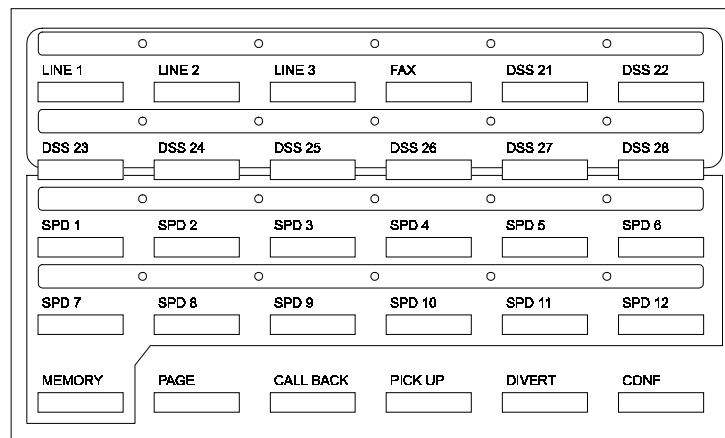 LINE 1 LINE 2 LINE 3 FAX DSS 21 DSS 22
DSS 23 DSS 24 DSS 25 DSS 26 DSS 27 DSS 28
SPD 1 SPD 2 SPD 3 SPD 4 SPD 5 SPD 6
SPD 7 SPD 8 SPD 9 SPD 10 SPD 11 SPD 12
MEMORY PAGE CALL BACK PICK UP DIVERT CONF